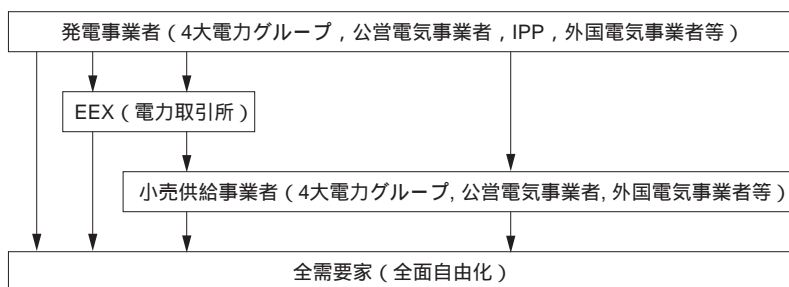 発電事業者（4大電力グループ，公営電気事業者，IPP，外国電気事業者等）
EEX（電力取引所）
小売供給事業者（4大電力グループ, 公営電気事業者, 外国電気事業者等）
全需要家（全面自由化）